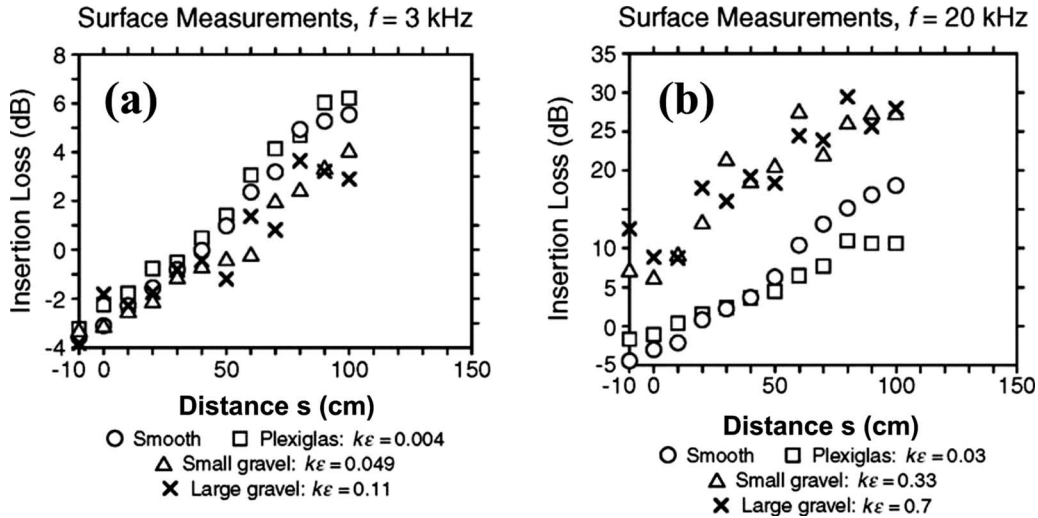 Surface Measurements, f = 3 kHz
(a)
Insertion Loss (dB)
8
6
4
2
0
-2
-4
-10 0 50 100 150
Distance s (cm)
Smooth Plexiglas: kε = 0.004
Small gravel: kε = 0.049
Large gravel: kε = 0.11
Surface Measurements, f = 20 kHz
(b)
Insertion Loss (dB)
35
30
25
20
10
0
-5
-10 0 50 100 150
Distance s (cm)
Smooth Plexiglas: kε = 0.03
Small gravel: kε = 0.33
Large gravel: kε = 0.7